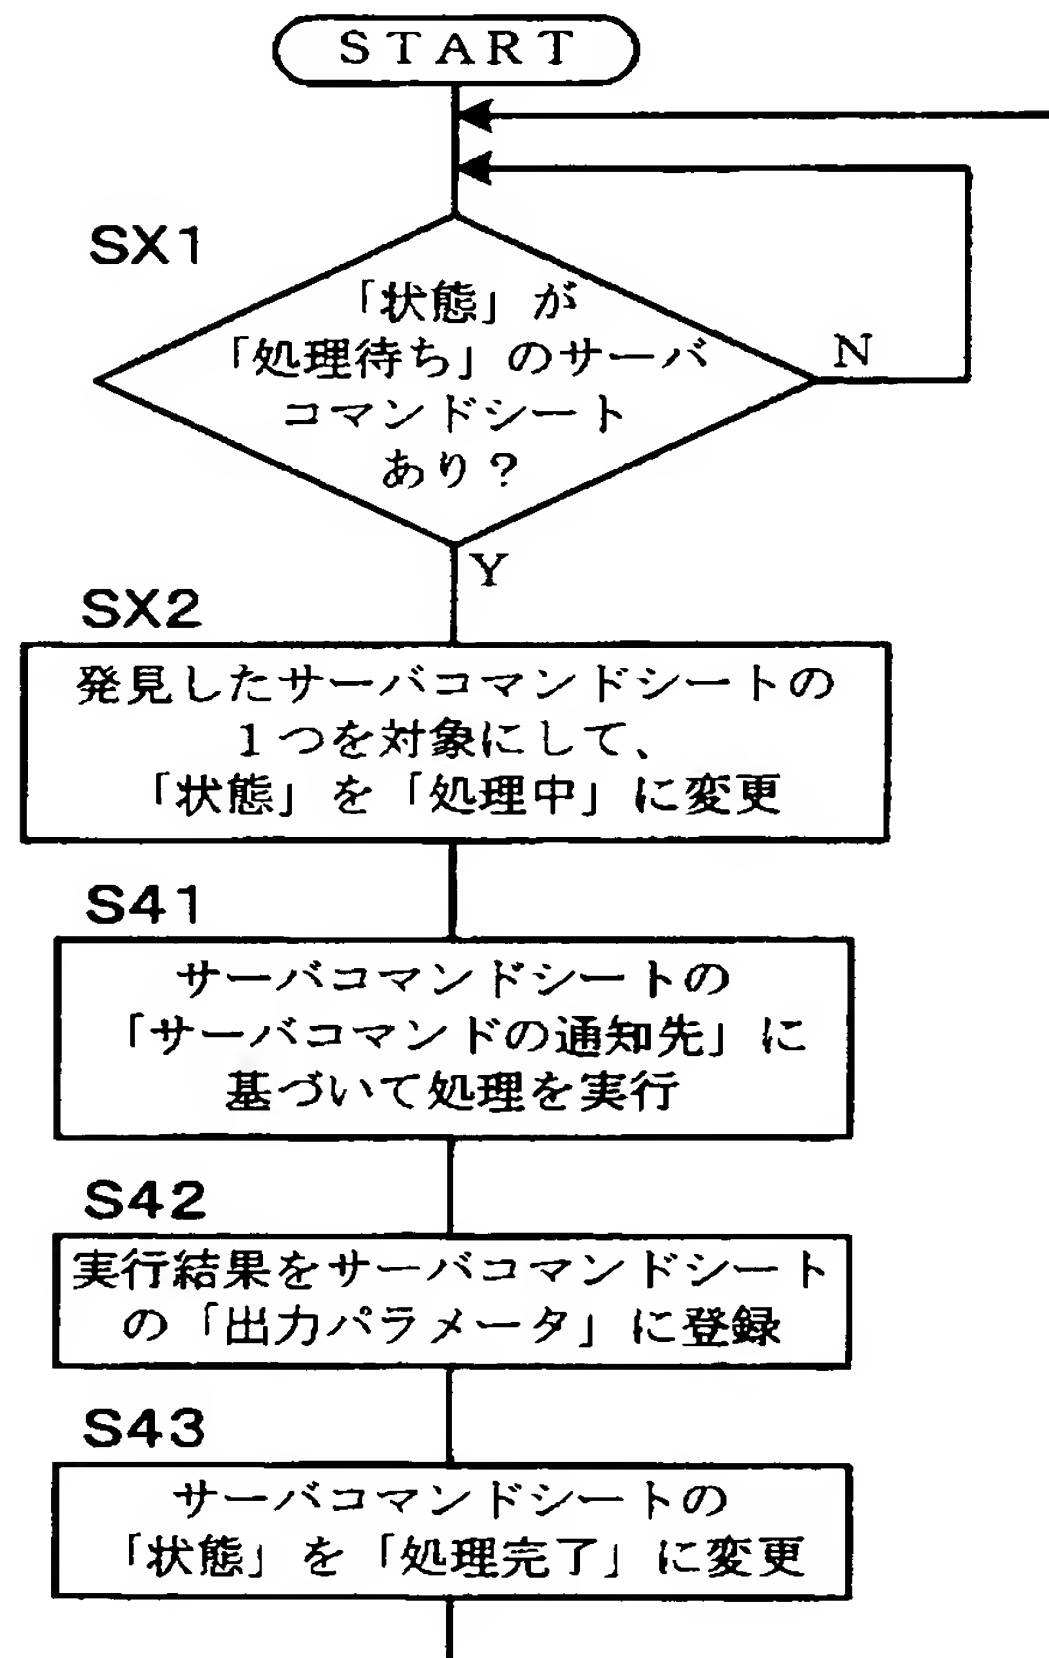 START
SX1
「状態」が
「処理待ち」のサーバ
コマンドシート
あり？
N
Y
SX2
発見したサーバコマンドシートの
１つを対象にして、
「状態」を「処理中」に変更
S41
サーバコマンドシートの
「サーバコマンドの通知先」に
基づいて処理を実行
S42
実行結果をサーバコマンドシート
の「出力パラメータ」に登録
S43
サーバコマンドシートの
「状態」を「処理完了」に変更